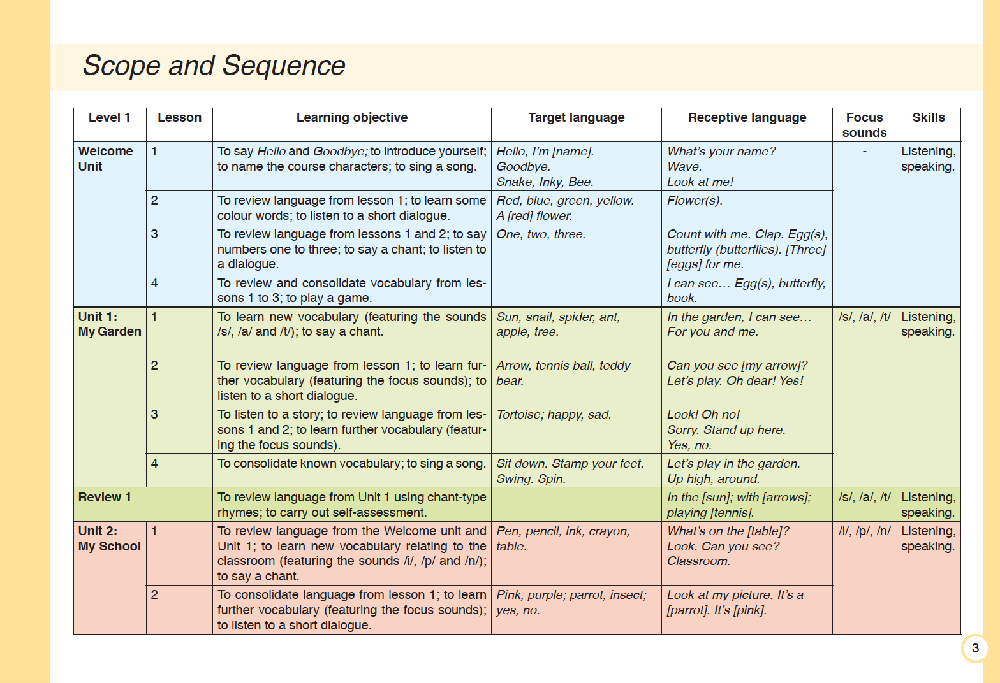 Scope and Sequence
Level 1
Lesson
Learning objective
Target language
Receptive language
Focus
sounds
Skills
Welcome
Unit
1
To say Hello and Goodbye; to introduce yourself;
to name the course characters; to sing a song.
Hello, I’m [name].
Goodbye.
Snake, Inky, Bee.
What’s your name?
Wave.
Look at me!
-
Listening,
speaking.
2
To review language from lesson 1; to learn some
colour words; to listen to a short dialogue.
Red, blue, green, yellow.
A [red] flower.
Flower(s).
3
To review language from lessons 1 and 2; to say
numbers one to three; to say a chant; to listen to
a dialogue.
One, two, three.
Count with me. Clap. Egg(s),
butterfly (butterflies). [Three]
[eggs] for me.
4
To review and consolidate vocabulary from les-
sons 1 to 3; to play a game.
I can see… Egg(s), butterfly,
book.
Unit 1:
My Garden
1
To learn new vocabulary (featuring the sounds
/s/, /a/ and /t/); to say a chant.
Sun, snail, spider, ant,
apple, tree.
In the garden, I can see…
For you and me.
/s/, /a/, /t/
Listening,
speaking.
2
To review language from lesson 1; to learn fur-
ther vocabulary (featuring the focus sounds); to
listen to a short dialogue.
Arrow, tennis ball, teddy
bear.
Can you see [my arrow]?
Let’s play. Oh dear! Yes!
3
To listen to a story; to review language from les-
sons 1 and 2; to learn further vocabulary (featur-
ing the focus sounds).
Tortoise; happy, sad.
Look! Oh no!
Sorry. Stand up here.
Yes, no.
4
To consolidate known vocabulary; to sing a song.
Sit down. Stamp your feet.
Swing. Spin.
Let’s play in the garden.
Up high, around.
Review 1
To review language from Unit 1 using chant-type
rhymes; to carry out self-assessment.
In the [sun]; with [arrows];
playing [tennis].
/s/, /a/, /t/
Listening,
speaking.
Unit 2:
My School
1
To review language from the Welcome unit and
Unit 1; to learn new vocabulary relating to the
classroom (featuring the sounds /i/, /p/ and /n/);
to say a chant.
Pen, pencil, ink, crayon,
table.
What’s on the [table]?
Look. Can you see?
Classroom.
/i/, /p/, /n/
Listening,
speaking.
2
To consolidate language from lesson 1; to learn
further vocabulary (featuring the focus sounds);
to listen to a short dialogue.
Pink, purple; parrot, insect;
yes, no.
Look at my picture. It’s a
[parrot]. It’s [pink].
3